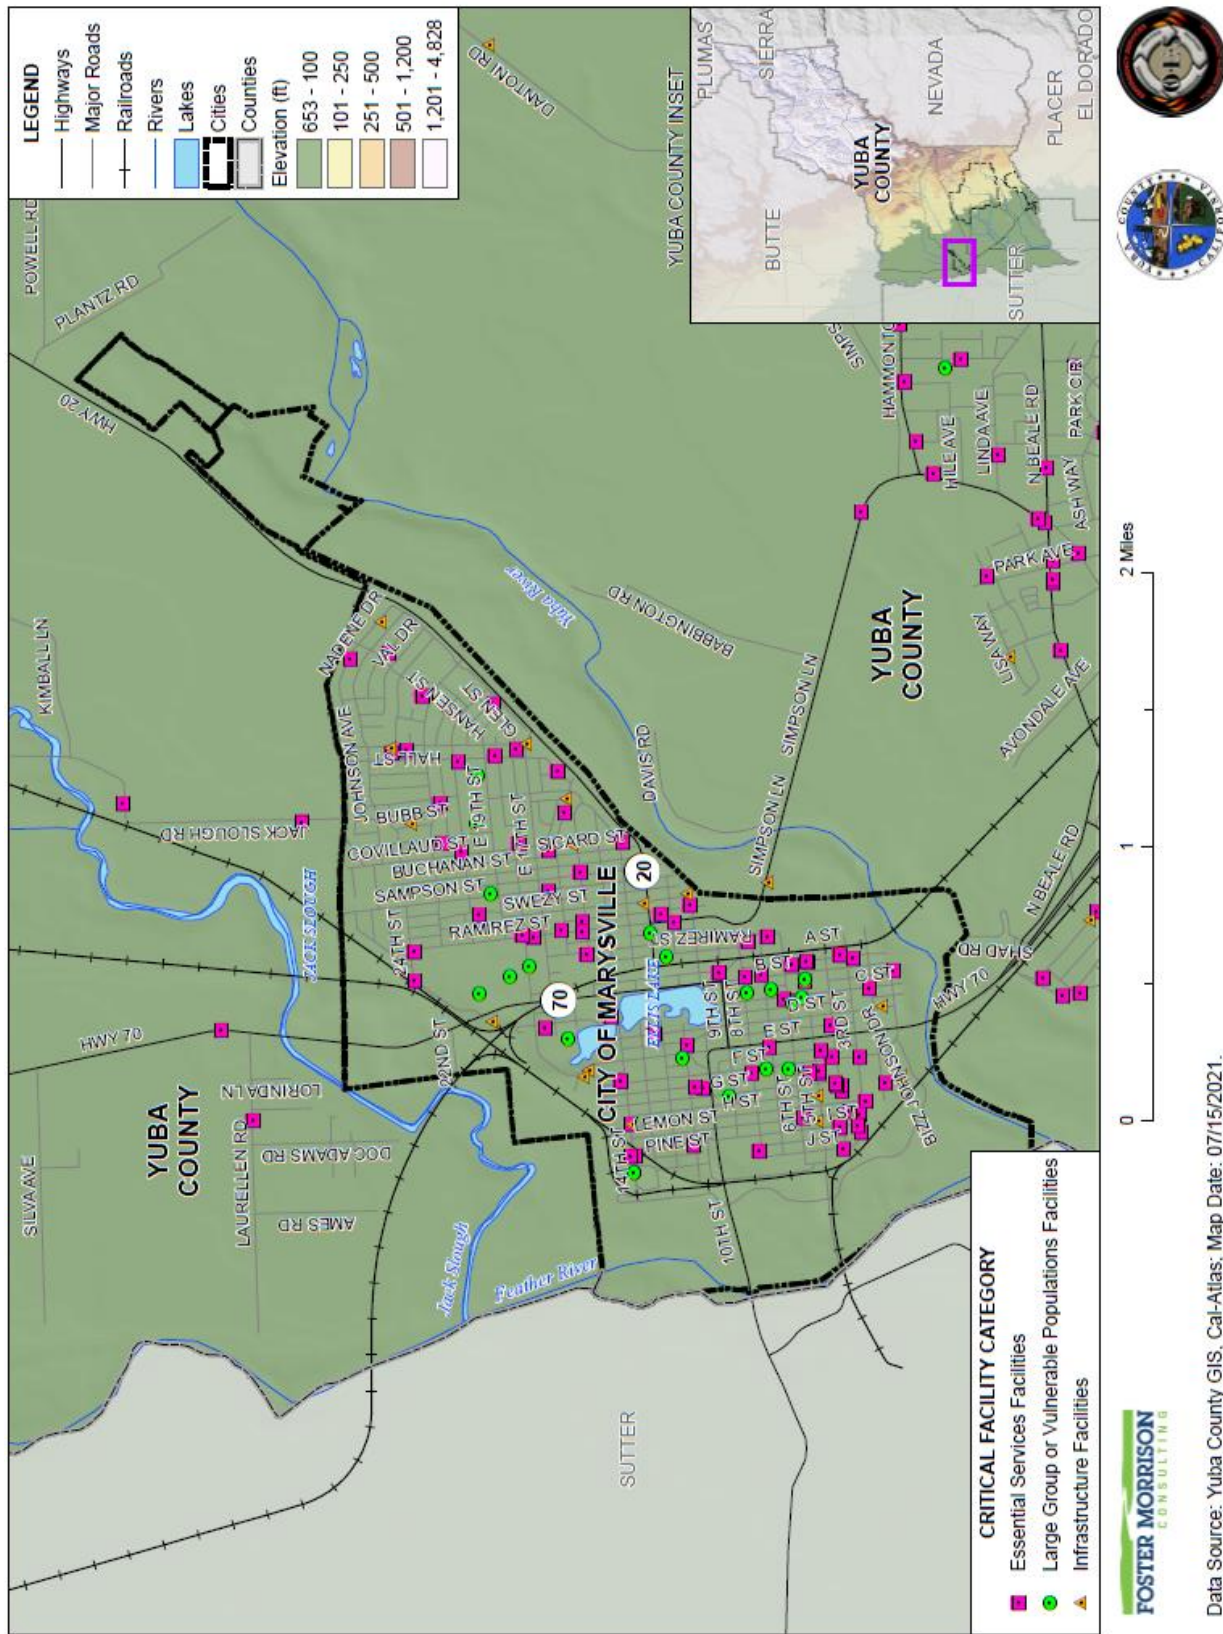 LEGEND
Highways
Major Roads
Railroads
Rivers
Lakes
Cities
Counties
Elevation (ft)
653 - 100
101 - 250
251 - 500
501 - 1,200
1,201 - 4,828
SILVA AVE
YUBA
COUNTY
LAURELLEN RD
LORINDA LN
DOC ADAMS RD
AMES RD
HWY 70
JACK SLOUGH
JACK SLOUGH RD
KIMBALL LN
POWELL RD
PLANTZ RD
HWY 20
DANTONI RD
Jack Slough
Feather River
22ND ST
24TH ST
JOHNSON AVE
NADENE DR
VAL DR
HALL ST
HANSEN ST
GLEN ST
BUBB ST
COVILLAUD ST
E 19TH ST
BUCHANAN ST
SAMPSON ST
E 17TH ST
SICARD ST
SWEZY ST
RAMIREZ ST
70
CITY OF MARYSVILLE
20
ELLIS LAKE
RAMIREZ ST
14TH ST
LEMON ST
PINE ST
10TH ST
9TH ST
8TH ST
A ST
B ST
C ST
D ST
E ST
F ST
G ST
H ST
I ST
J ST
6TH ST
5TH ST
3RD ST
BIZZ JOHNSON DR
HWY 70
SHAD RD
N BEALE RD
Yuba River
DAVIS RD
BABBINGTON RD
SIMPSON LN
SIMPSON LN
YUBA
COUNTY
AVONDALE AVE
LISA WAY
PARK AVE
ASH WAY
N BEALE RD
LINDA AVE
HILE AVE
HAMMONTO
SIMPS
PARK CIR
SUTTER
YUBA COUNTY INSET
PLUMAS
SIERRA
BUTTE
YUBA
COUNTY
NEVADA
SUTTER
PLACER
EL DORADO
CRITICAL FACILITY CATEGORY
Essential Services Facilities
Large Group or Vulnerable Populations Facilities
Infrastructure Facilities
0
1
2 Miles
FOSTER MORRISON
CONSULTING
YUBA COUNTY
Data Source: Yuba County GIS, Cal-Atlas; Map Date: 07/15/2021.